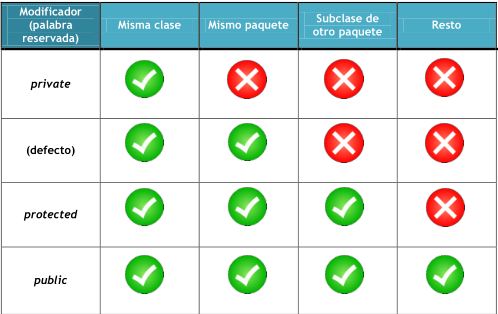 Modificador
(palabra
reservada)
Misma clase
Mismo paquete
Subclase de
otro paquete
Resto
private
(defecto)
protected
public